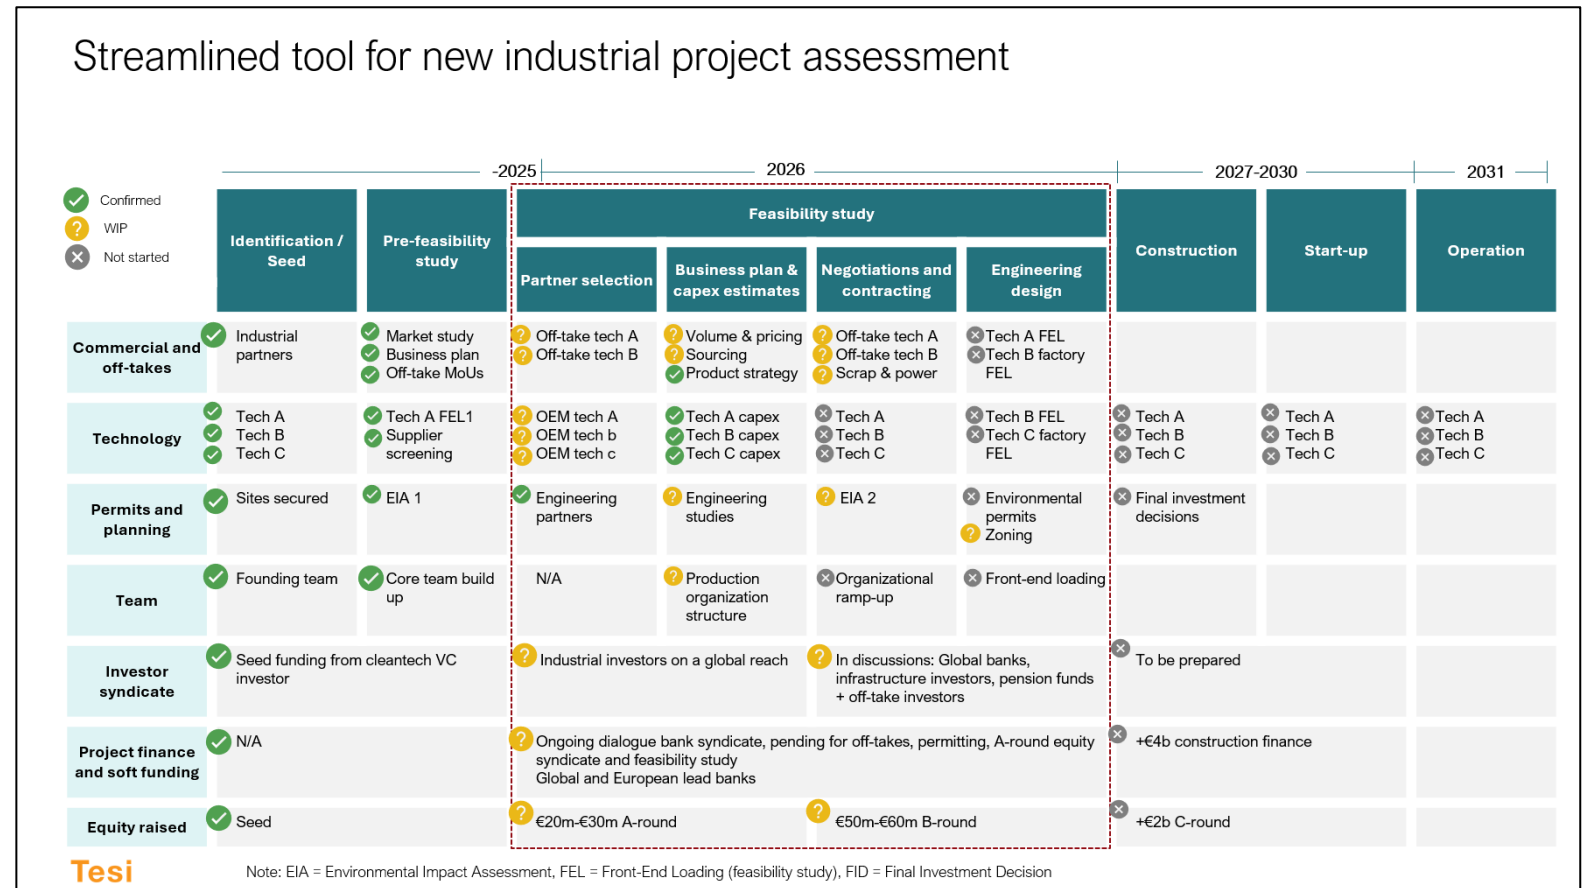 Streamlined tool for new industrial project assessment
-2025
2026
2027-2030
2031
Confirmed
WIP
Not started
Identification /
Seed
Pre-feasibility
study
Feasibility study
Partner selection
Business plan &
capex estimates
Negotiations and
contracting
Engineering
design
Construction
Start-up
Operation
Commercial and
off-takes
Industrial
partners
Market study
Business plan
Off-take MoUs
Off-take tech A
Off-take tech B
Volume & pricing
Sourcing
Product strategy
Off-take tech A
Off-take tech B
Scrap & power
Tech A FEL
Tech B factory
FEL
Technology
Tech A
Tech B
Tech C
Tech A FEL1
Supplier
screening
OEM tech A
OEM tech b
OEM tech c
Tech A capex
Tech B capex
Tech C capex
Tech A
Tech B
Tech C
Tech B FEL
Tech C factory
FEL
Tech A
Tech B
Tech C
Tech A
Tech B
Tech C
Tech A
Tech B
Tech C
Permits and
planning
Sites secured
EIA 1
Engineering
partners
Engineering
studies
EIA 2
Environmental
permits
Zoning
Final investment
decisions
Team
Founding team
Core team build
up
N/A
Production
organization
structure
Organizational
ramp-up
Front-end loading
Investor
syndicate
Seed funding from cleantech VC
investor
Industrial investors on a global reach
In discussions: Global banks,
infrastructure investors, pension funds
+ off-take investors
To be prepared
Project finance
and soft funding
N/A
Ongoing dialogue bank syndicate, pending for off-takes, permitting, A-round equity
syndicate and feasibility study
Global and European lead banks
+€4b construction finance
Equity raised
Seed
€20m-€30m A-round
€50m-€60m B-round
+€2b C-round
Tesi
Note: EIA = Environmental Impact Assessment, FEL = Front-End Loading (feasibility study), FID = Final Investment Decision